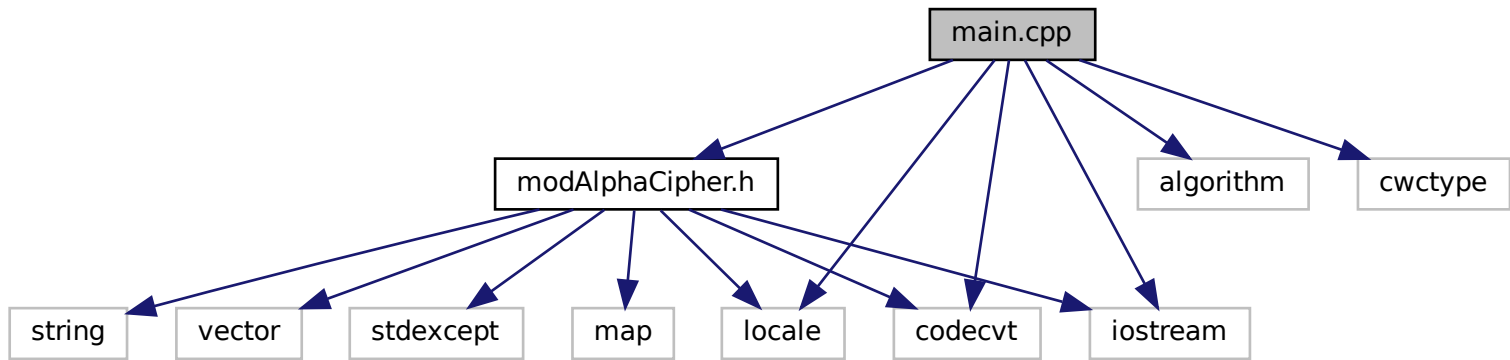 main.cpp
modAlphaCipher.h
algorithm
cwctype
string
vector
stdexcept
map
locale
codecvt
iostream